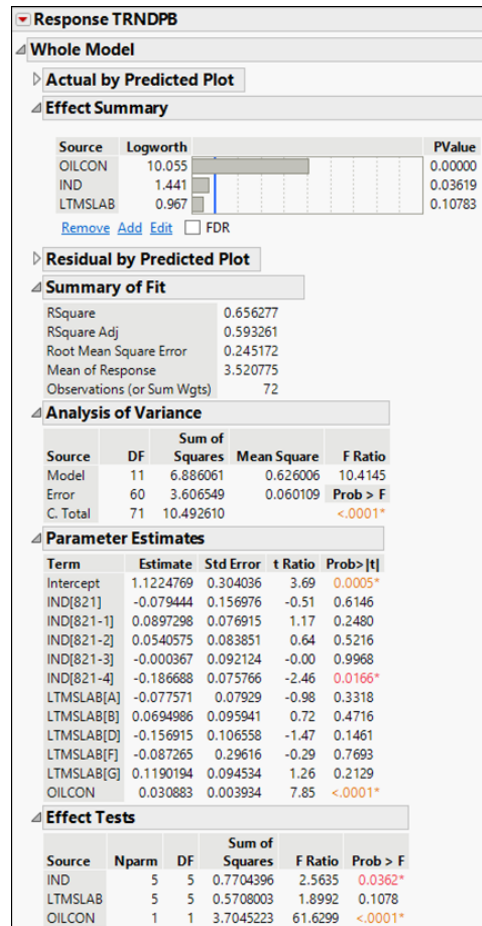 Response TRNDPB
Whole Model
Actual by Predicted Plot
Effect Summary
Source Logworth PValue
OILCON 10.055 0.00000
IND 1.441 0.03619
LTMSLAB 0.967 0.10783
Remove Add Edit FDR
Residual by Predicted Plot
Summary of Fit
RSquare 0.656277
RSquare Adj 0.593261
Root Mean Square Error 0.245172
Mean of Response 3.520775
Observations (or Sum Wgts) 72
Analysis of Variance
Sum of
Source DF Squares Mean Square F Ratio
Model 11 6.886061 0.626006 10.4145
Error 60 3.606549 0.060109 Prob > F
C. Total 71 10.492610 <.0001*
Parameter Estimates
Term Estimate Std Error t Ratio Prob>|t|
Intercept 1.1224769 0.304036 3.69 0.0005*
IND[821] -0.079444 0.156976 -0.51 0.6146
IND[821-1] 0.0897298 0.076915 1.17 0.2480
IND[821-2] 0.0540575 0.083851 0.64 0.5216
IND[821-3] -0.000367 0.092124 -0.00 0.9968
IND[821-4] -0.186688 0.075766 -2.46 0.0166*
LTMSLAB[A] -0.077571 0.07929 -0.98 0.3318
LTMSLAB[B] 0.0694986 0.095941 0.72 0.4716
LTMSLAB[D] -0.156915 0.106558 -1.47 0.1461
LTMSLAB[F] -0.087265 0.29616 -0.29 0.7693
LTMSLAB[G] 0.1190194 0.094534 1.26 0.2129
OILCON 0.030883 0.003934 7.85 <.0001*
Effect Tests
Sum of
Source Nparm DF Squares F Ratio Prob > F
IND 5 5 0.7704396 2.5635 0.0362*
LTMSLAB 5 5 0.5708003 1.8992 0.1078
OILCON 1 1 3.7045223 61.6299 <.0001*